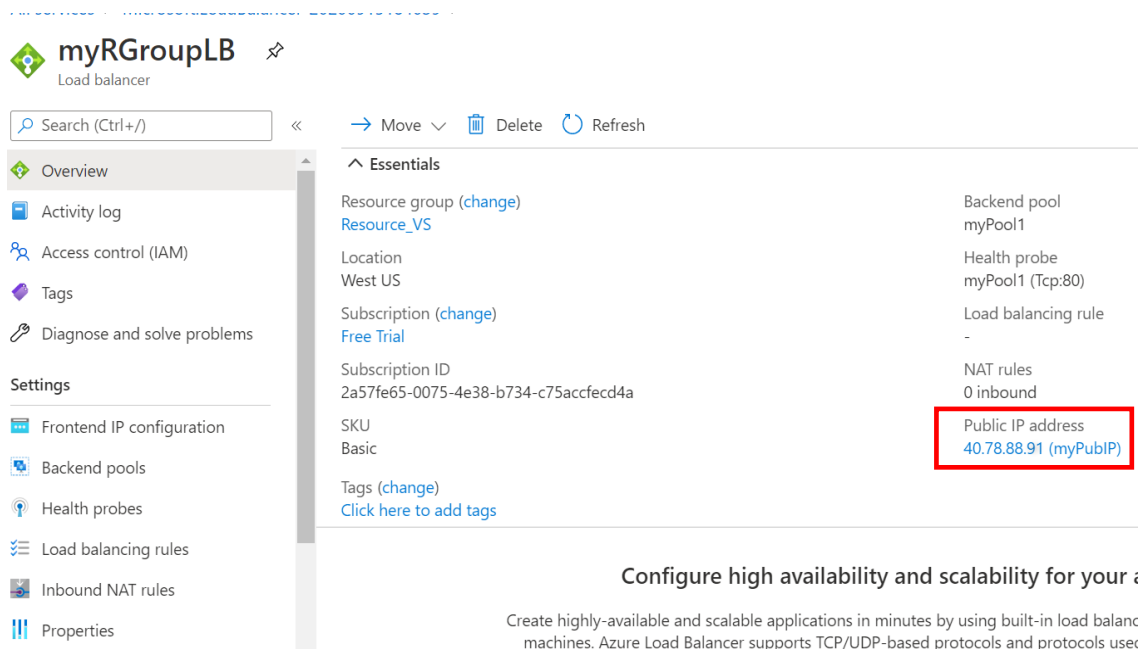 myRGroupLB
Load balancer
Search (Ctrl+/)
«
Move
Delete
Refresh
Overview
Activity log
Access control (IAM)
Tags
Diagnose and solve problems
Settings
Frontend IP configuration
Backend pools
Health probes
Load balancing rules
Inbound NAT rules
Properties
Essentials
Resource group (change)
Resource_VS
Location
West US
Subscription (change)
Free Trial
Subscription ID
2a57fe65-0075-4e38-b734-c75accfecd4a
SKU
Basic
Tags (change)
Click here to add tags
Backend pool
myPool1
Health probe
myPool1 (Tcp:80)
Load balancing rule
-
NAT rules
0 inbound
Public IP address
40.78.88.91 (myPubIP)
Configure high availability and scalability for your a
Create highly-available and scalable applications in minutes by using built-in load balanc
machines. Azure Load Balancer supports TCP/UDP-based protocols and protocols used